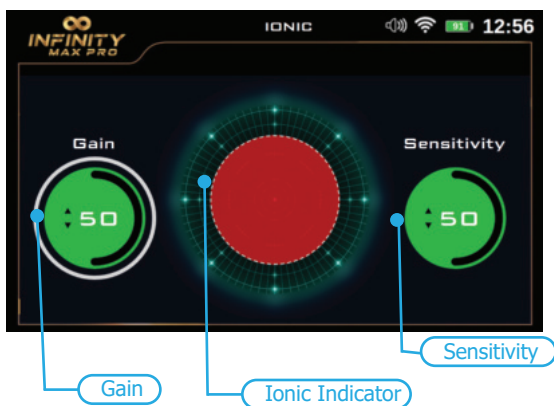 INFINITY
MAX PRO
IONIC
91
12:56
Gain
50
Sensitivity
50
Sensitivity
Gain
Ionic Indicator